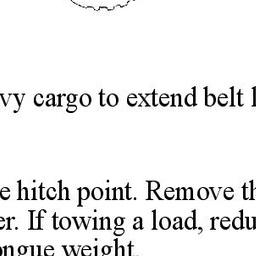 vy cargo to extend belt
e hitch point. Remove th
er. If towing a load, redu
ongue weight.